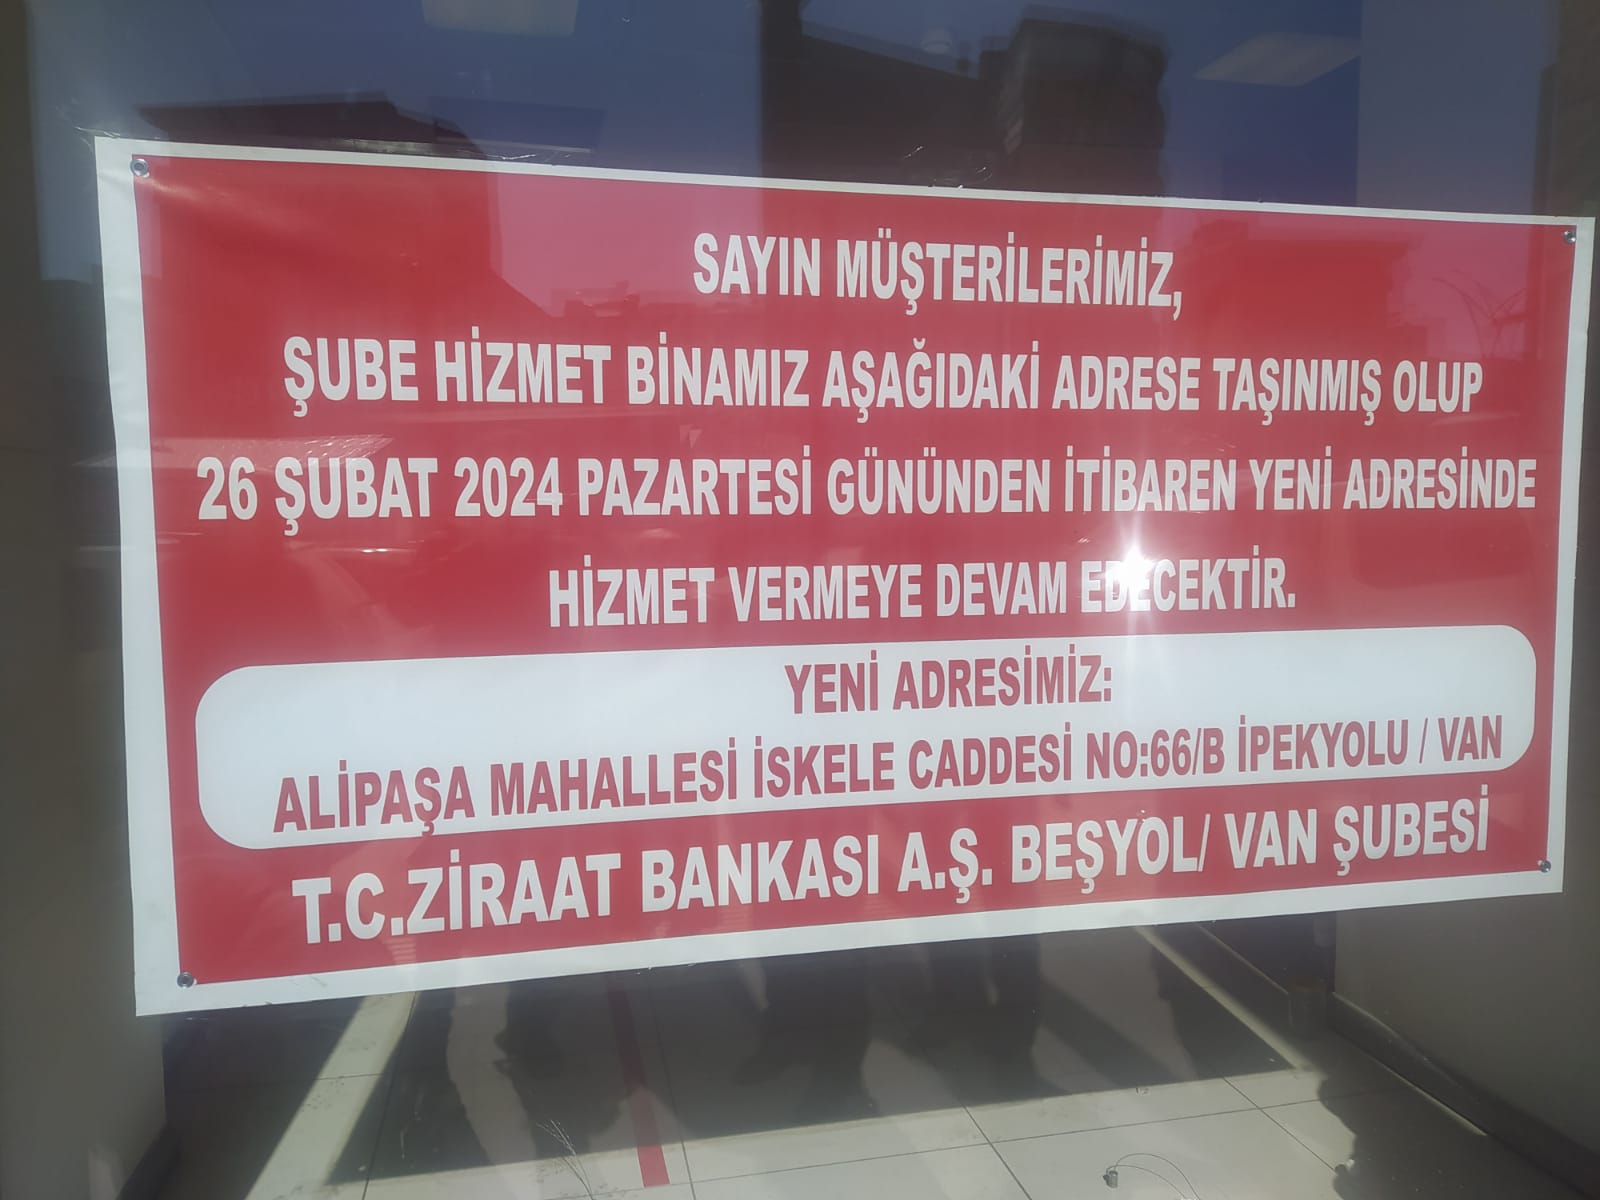 SAYIN MÜŞTERİLERİMİZ,
ŞUBE HİZMET BİNAMIZ AŞAĞIDAKİ ADRESE TAŞINMIŞ OLUP
26 ŞUBAT 2024 PAZARTESİ GÜNÜNDEN İTİBAREN YENİ ADRESİNDE
HİZMET VERMEYE DEVAM EDECEKTİR.
YENİ ADRESİMİZ:
ALİPAŞA MAHALLESİ İSKELE CADDESİ NO:66/B İPEKYOLU / VAN
T.C.ZİRAAT BANKASI A.Ş. BEŞYOL/ VAN ŞUBESİ